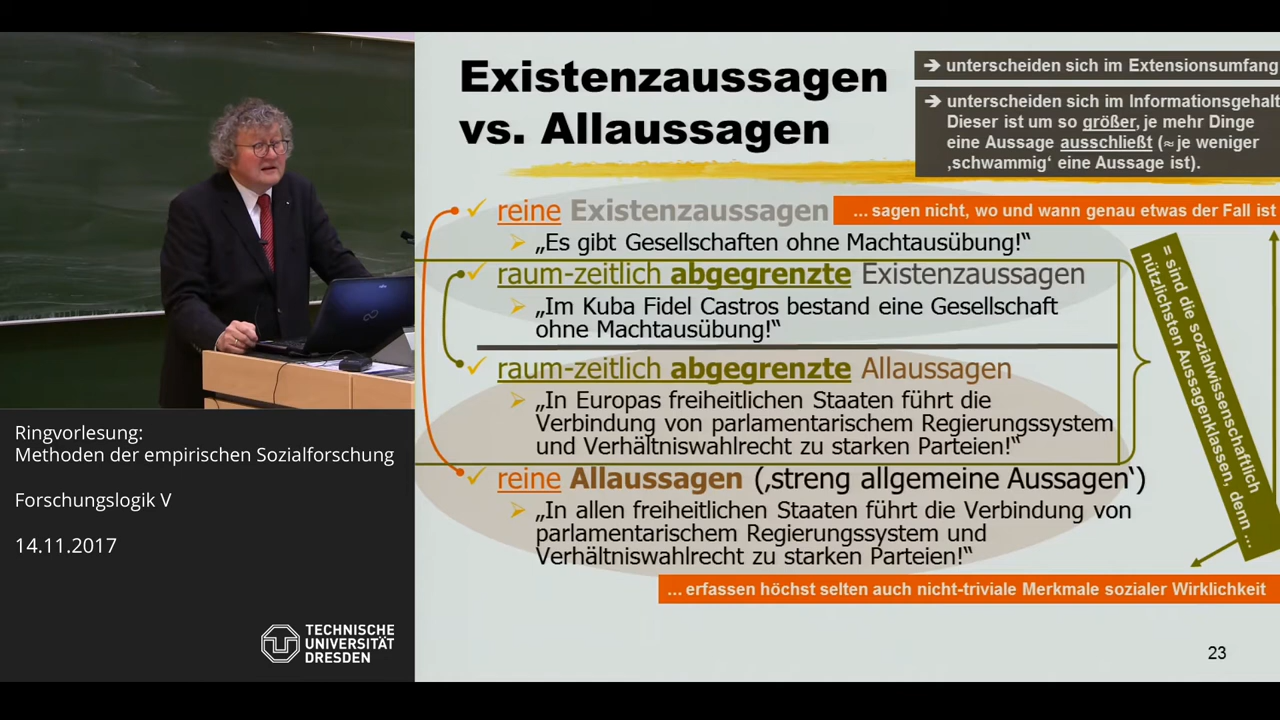 Existenzaussagen
vs. Allaussagen
➔ unterscheiden sich im Extensionsumfang
➔ unterscheiden sich im Informationsgehalt
Dieser ist um so größer, je mehr Dinge
eine Aussage ausschließt (≈ je weniger
‚schwammig‘ eine Aussage ist).
✓ reine Existenzaussagen
... sagen nicht, wo und wann genau etwas der Fall ist
➢ „Es gibt Gesellschaften ohne Machtausübung!“
✓ raum-zeitlich abgegrenzte Existenzaussagen
➢ „Im Kuba Fidel Castros bestand eine Gesellschaft
ohne Machtausübung!“
✓ raum-zeitlich abgegrenzte Allaussagen
➢ „In Europas freiheitlichen Staaten führt die
Verbindung von parlamentarischem Regierungssystem
und Verhältniswahlrecht zu starken Parteien!“
✓ reine Allaussagen (‚streng allgemeine Aussagen‘)
➢ „In allen freiheitlichen Staaten führt die Verbindung von
parlamentarischem Regierungssystem und
Verhältniswahlrecht zu starken Parteien!“
... erfassen höchst selten auch nicht-triviale Merkmale sozialer Wirklichkeit
= sind die sozialwissenschaftlich
nützlichsten Aussagenklassen, denn ...
23
Ringvorlesung:
Methoden der empirischen Sozialforschung
Forschungslogik V
14.11.2017
TECHNISCHE
UNIVERSITÄT
DRESDEN